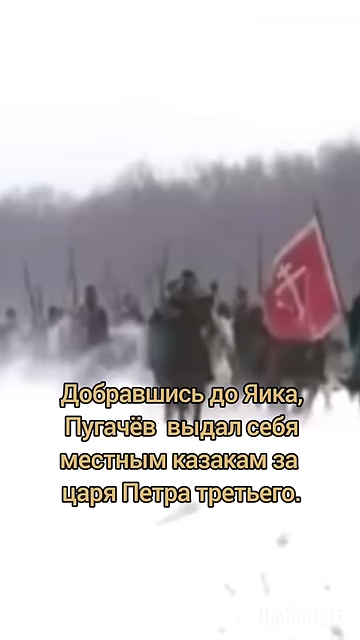 Добравшись до Яика,
Пугачёв выдал себя
местным казакам за
царя Петра третьего.